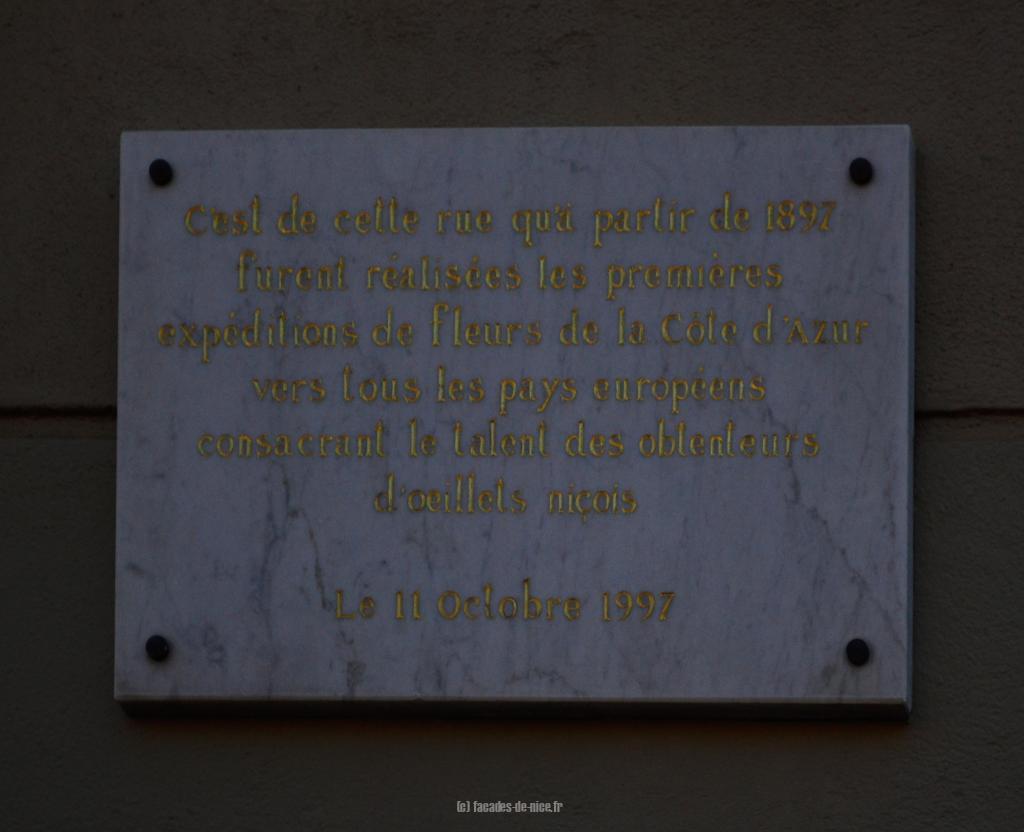 C'est de cette rue qu'à partir de 1897
furent réalisées les premières
expéditions de fleurs de la Côte d'Azur
vers tous les pays européens
consacrant le talent des obtenteurs
d'oeillets niçois
Le 11 Octobre 1997
(c) facades-de-nice.fr